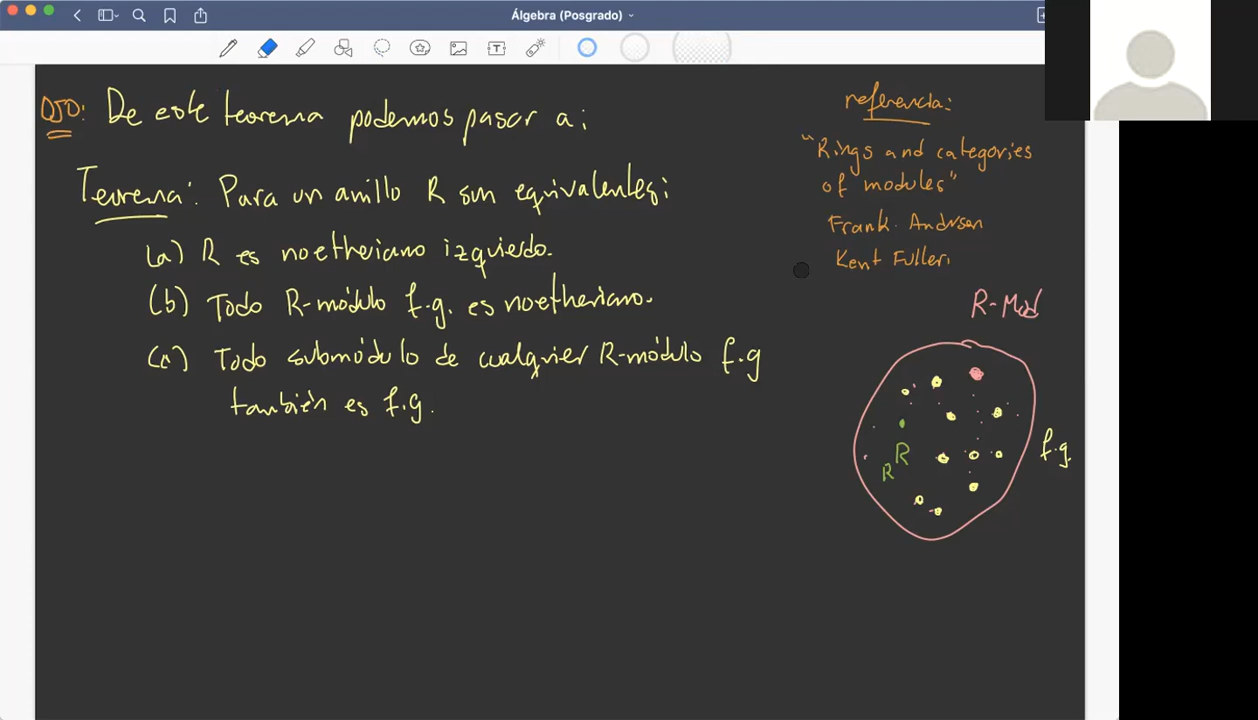 Álgebra (Posgrado)
OJO: De este teorema podemos pasar a:
Teorema: Para un anillo R son equivalentes:
(a) R es noetheriano izquierdo.
(b) Todo R-módulo f.g. es noetheriano.
(c) Todo submódulo de cualquier R-módulo f.g
también es f.g.
referencia:
"Rings and categories
of modules"
Frank. Anderson
Kent Fuller.
R-Mod
R R
f.g.